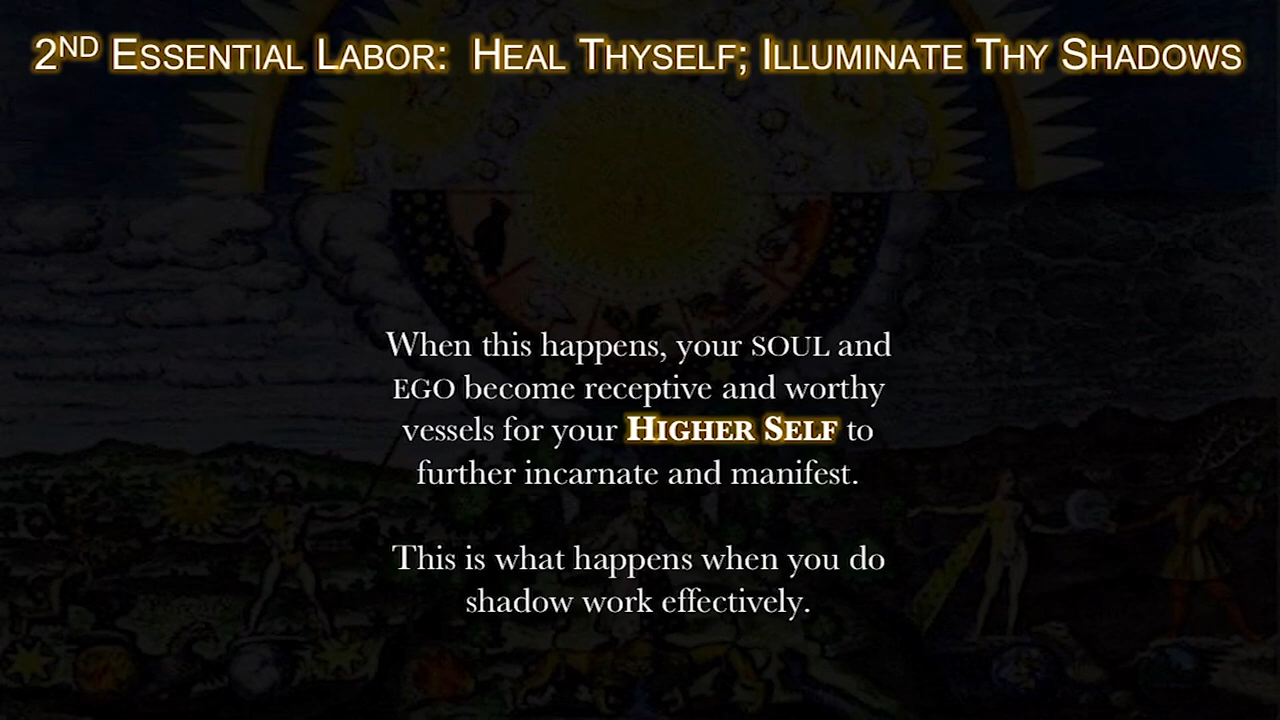 2ND ESSENTIAL LABOR: HEAL THYSELF; ILLUMINATE THY SHADOWS
When this happens, your SOUL and
EGO become receptive and worthy
vessels for your HIGHER SELF to
further incarnate and manifest.
This is what happens when you do
shadow work effectively.